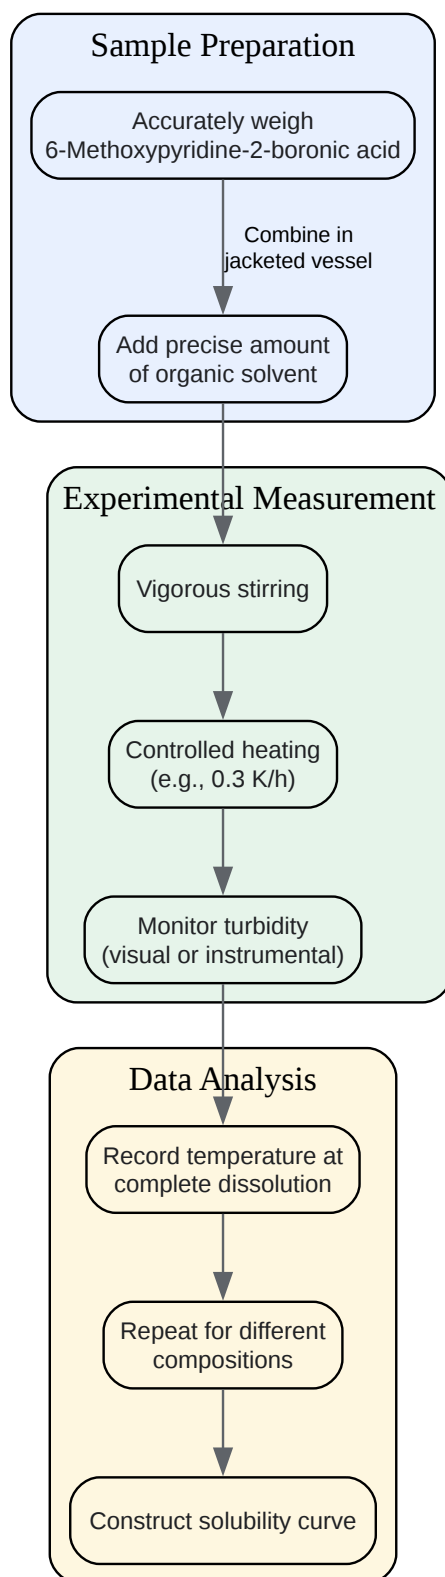 Sample Preparation
Accurately weigh
6-Methoxypyridine-2-boronic acid
Combine in
jacketed vessel
Add precise amount
of organic solvent
Experimental Measurement
Vigorous stirring
Controlled heating
(e.g., 0.3 K/h)
Monitor turbidity
(visual or instrumental)
Data Analysis
Record temperature at
complete dissolution
Repeat for different
compositions
Construct solubility curve